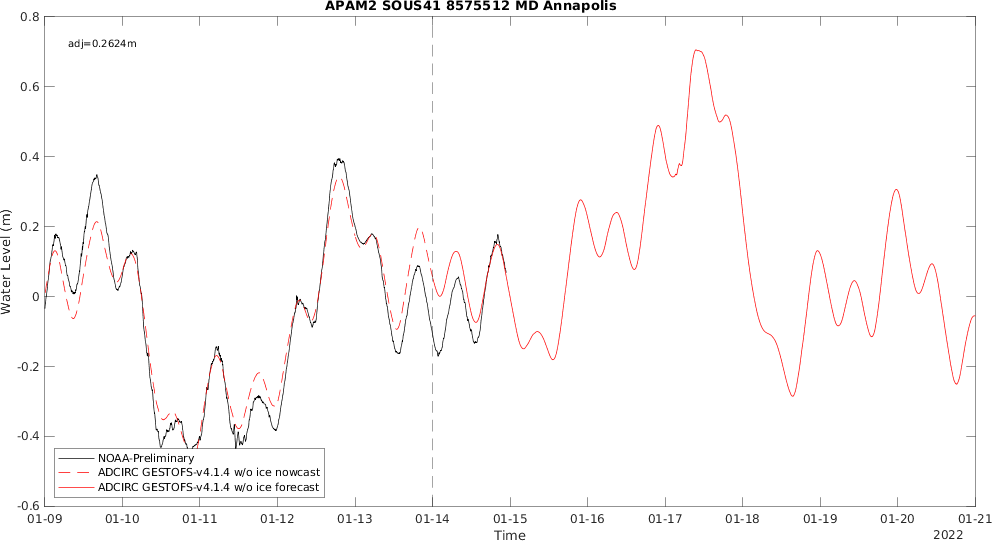 APAM2 SOUS41 8575512 MD Annapolis
adj=0.2624m
0.8
0.6
0.4
0.2
0
-0.2
-0.4
-0.6
Water Level (m)
NOAA-Preliminary
ADCIRC GESTOFS-v4.1.4 w/o ice nowcast
ADCIRC GESTOFS-v4.1.4 w/o ice forecast
01-09 01-10 01-11 01-12 01-13 01-14 01-15 01-16 01-17 01-18 01-19 01-20 01-21
Time
2022